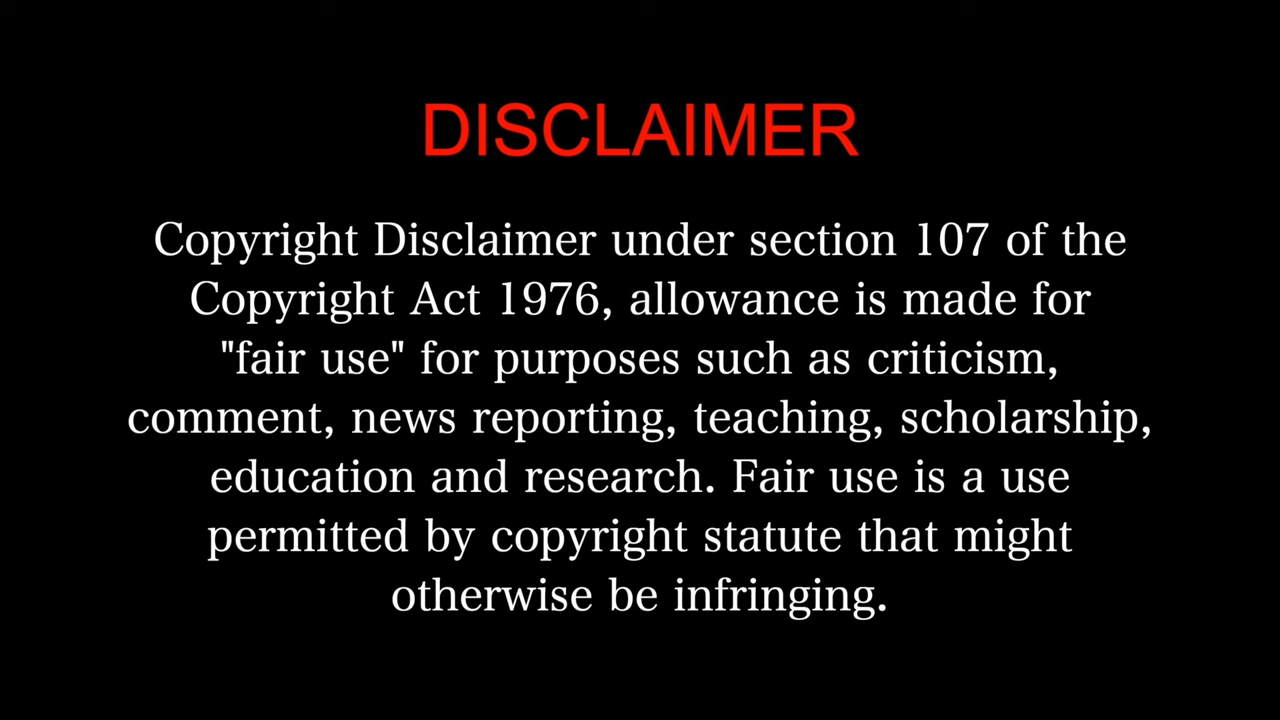 DISCLAIMER
Copyright Disclaimer under section 107 of the
Copyright Act 1976, allowance is made for
"fair use" for purposes such as criticism,
comment, news reporting, teaching, scholarship,
education and research. Fair use is a use
permitted by copyright statute that might
otherwise be infringing.